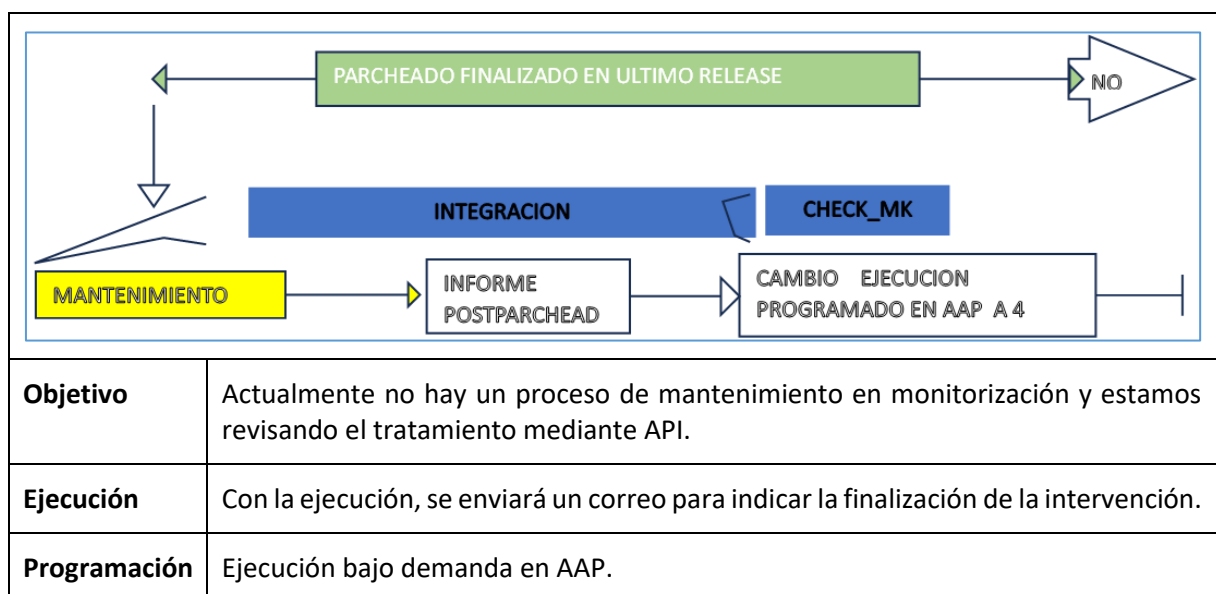 PARCHEADO FINALIZADO EN ULTIMO RELEASE
NO
INTEGRACION
CHECK_MK
MANTENIMIENTO
INFORME
POSTPARCHEAD
CAMBIO EJECUCION
PROGRAMADO EN AAP A 4
Objetivo
Actualmente no hay un proceso de mantenimiento en monitorización y estamos
revisando el tratamiento mediante API.
Ejecución
Con la ejecución, se enviará un correo para indicar la finalización de la intervención.
Programación
Ejecución bajo demanda en AAP.